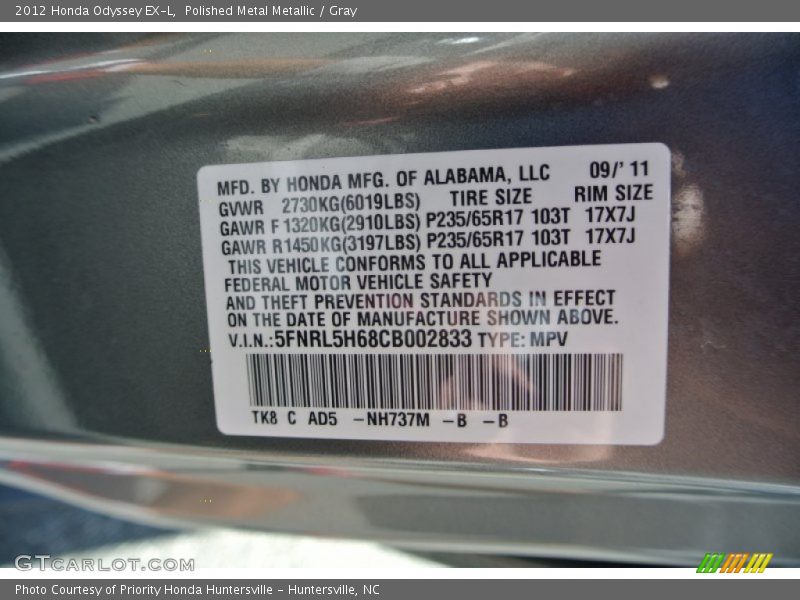 2012 Honda Odyssey EX-L, Polished Metal Metallic / Gray
MFD. BY HONDA MFG. OF ALABAMA, LLC 09/' 11
GVWR 2730KG(6019LBS) TIRE SIZE RIM SIZE
GAWR F 1320KG(2910LBS) P235/65R17 103T 17X7J
GAWR R1450KG(3197LBS) P235/65R17 103T 17X7J
THIS VEHICLE CONFORMS TO ALL APPLICABLE
FEDERAL MOTOR VEHICLE SAFETY
AND THEFT PREVENTION STANDARDS IN EFFECT
ON THE DATE OF MANUFACTURE SHOWN ABOVE.
V.I.N.:5FNRL5H68CB002833 TYPE: MPV
TK8 C AD5 -NH737M -B -B
GTCARLOT.COM
Photo Courtesy of Priority Honda Huntersville - Huntersville, NC